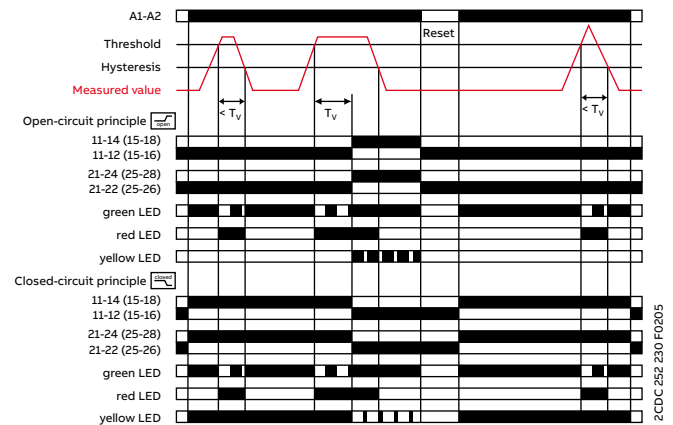 A1-A2
Reset
Threshold
Hysteresis
Measured value
< Tv
Tv
< Tv
Open-circuit principle open
11-14 (15-18)
11-12 (15-16)
21-24 (25-28)
21-22 (25-26)
green LED
red LED
yellow LED
Closed-circuit principle closed
11-14 (15-18)
11-12 (15-16)
21-24 (25-28)
21-22 (25-26)
green LED
red LED
yellow LED
2CDC 252 230 F0205